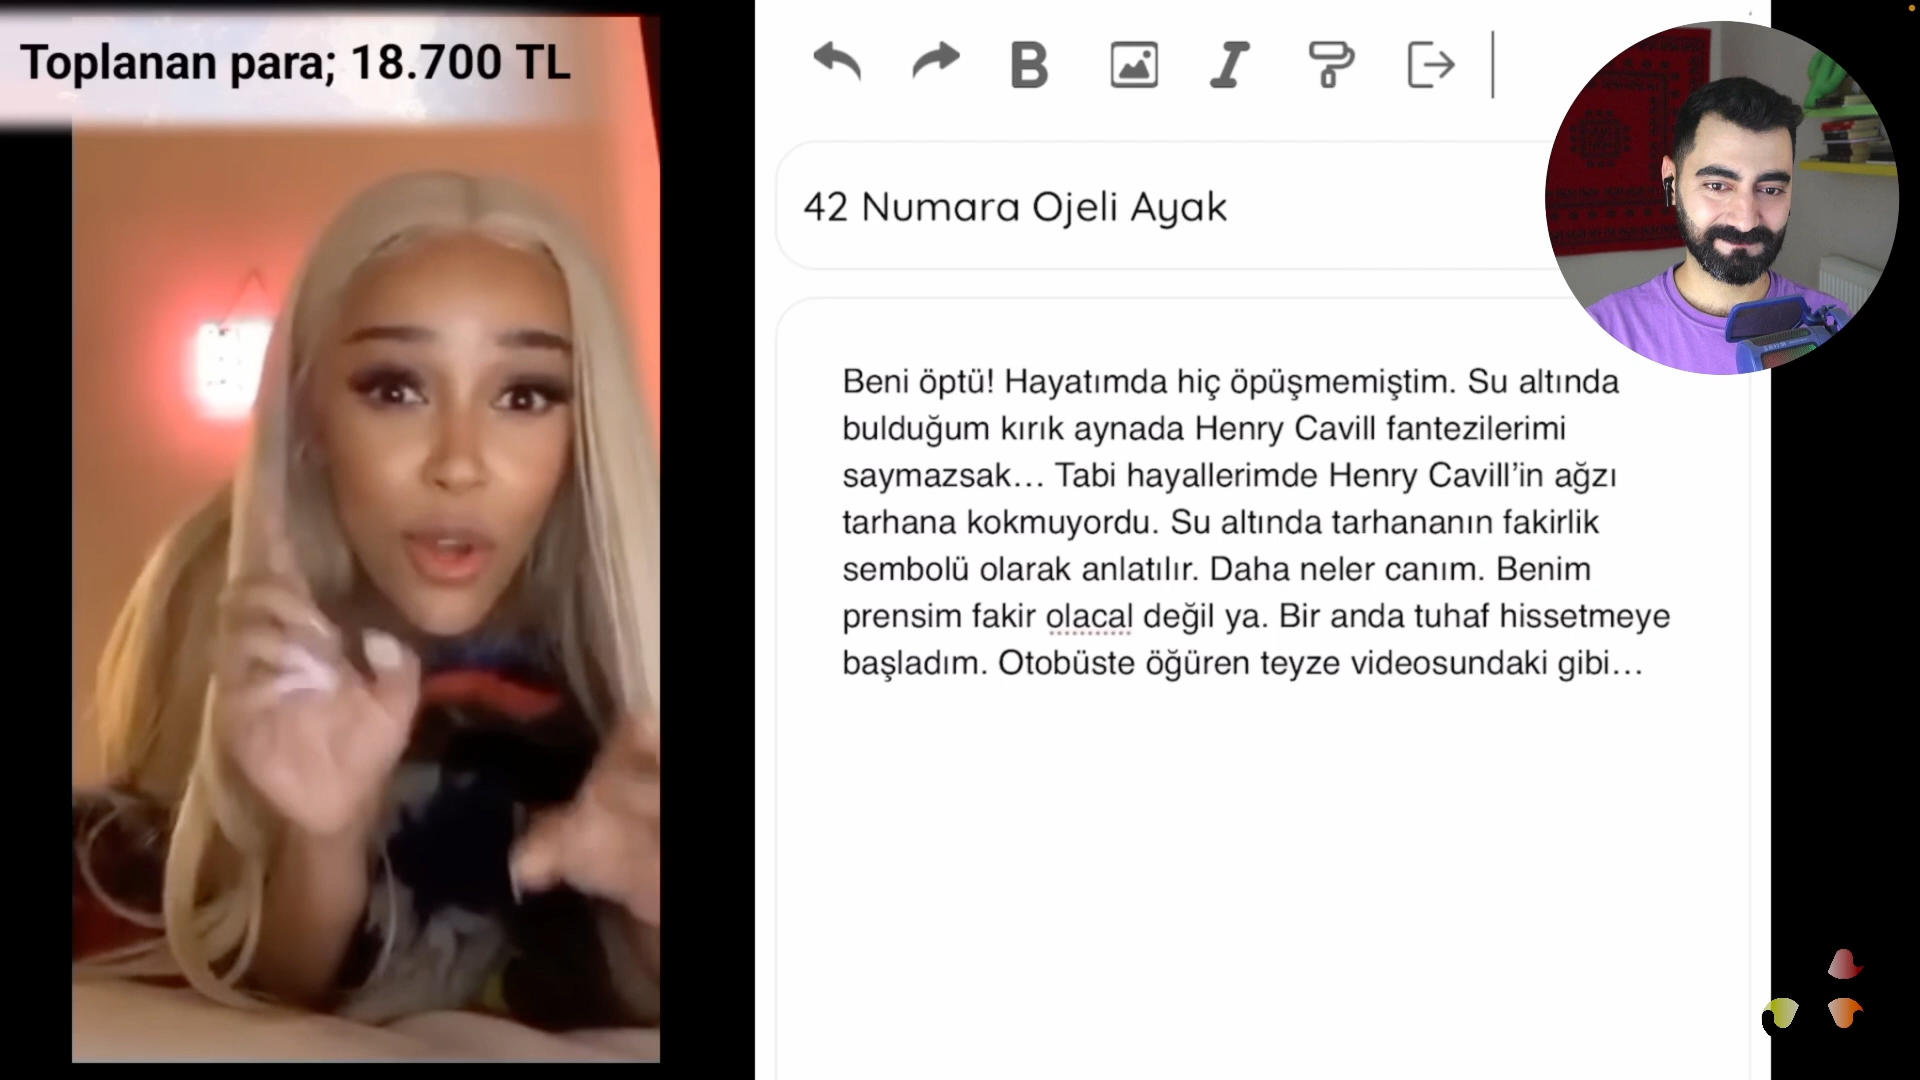 Toplanan para; 18.700 TL
42 Numara Ojeli Ayak
Beni öptü! Hayatımda hiç öpüşmemiştim. Su altında
bulduğum kırık aynada Henry Cavill fantezilerimi
saymazsak… Tabi hayallerimde Henry Cavill’in ağzı
tarhana kokmuyordu. Su altında tarhananın fakirlik
sembolü olarak anlatılır. Daha neler canım. Benim
prensim fakir olacal değil ya. Bir anda tuhaf hissetmeye
başladım. Otobüste öğüren teyze videosundaki gibi…